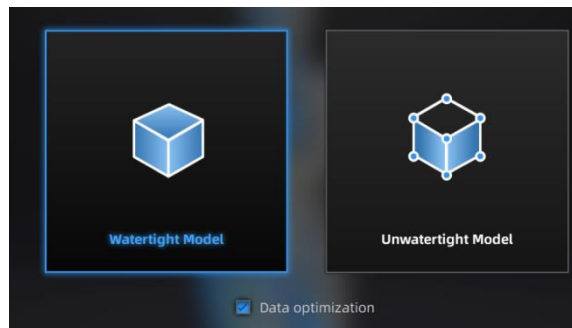 Watertight Model
Unwatertight Model
Data optimization